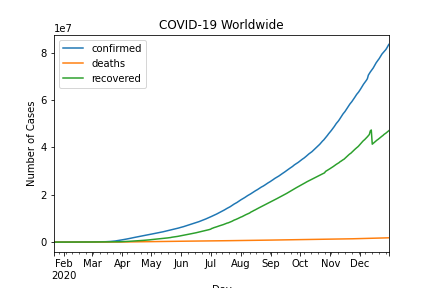 COVID-19 Worldwide
1e7
confirmed
deaths
recovered
8
6
4
2
0
Number of Cases
Feb Mar Apr May Jun Jul Aug Sep Oct Nov Dec
2020